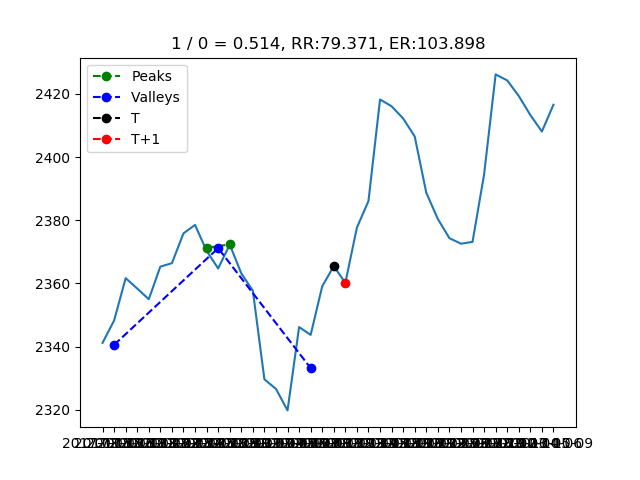 1 / 0 = 0.514, RR:79.371, ER:103.898
Peaks
Valleys
T
T+1
2420
2400
2380
2360
2340
2320